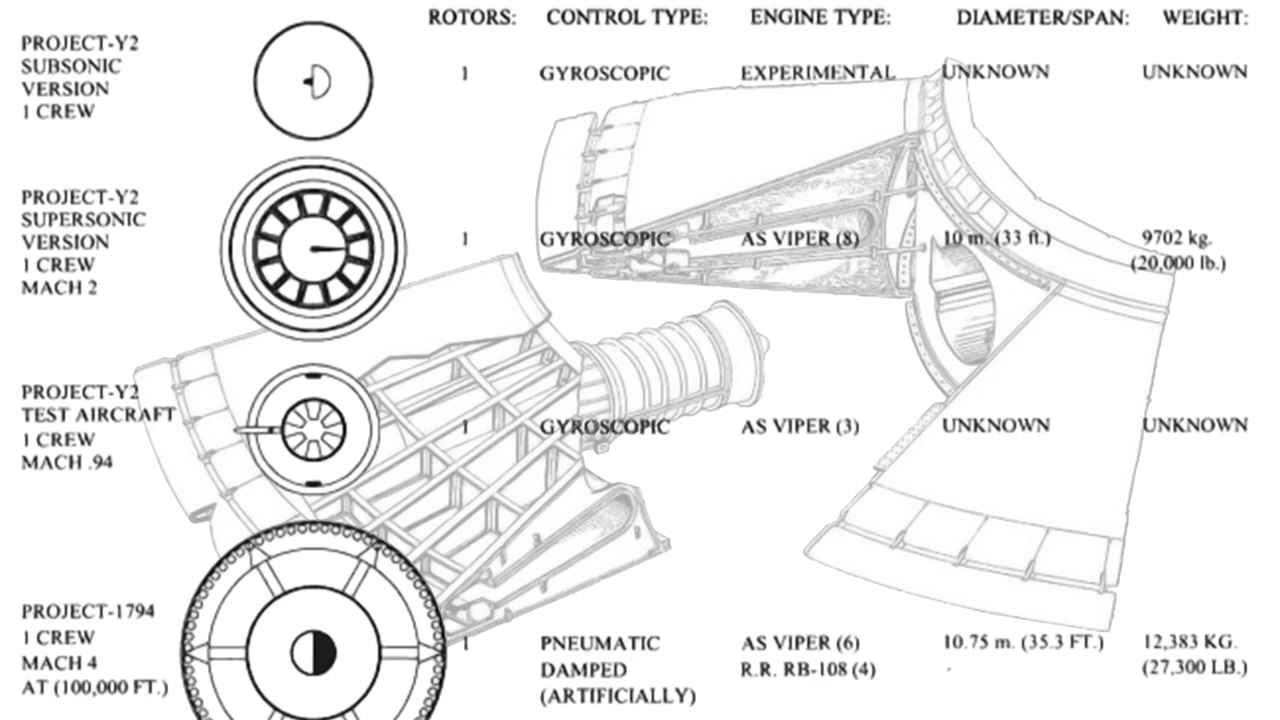 ROTORS: CONTROL TYPE: ENGINE TYPE: DIAMETER/SPAN: WEIGHT:
PROJECT-Y2
SUBSONIC
VERSION
1 CREW
1 GYROSCOPIC EXPERIMENTAL UNKNOWN UNKNOWN
PROJECT-Y2
SUPERSONIC
VERSION
1 CREW
MACH 2
1 GYROSCOPIC AS VIPER (8) 10 m. (33 ft.) 9702 kg.
(20,000 lb.)
PROJECT-Y2
TEST AIRCRAFT
1 CREW
MACH .94
1 GYROSCOPIC AS VIPER (3) UNKNOWN UNKNOWN
PROJECT-1794
1 CREW
MACH 4
AT (100,000 FT.)
1 PNEUMATIC AS VIPER (6) 10.75 m. (35.3 FT.) 12,383 KG.
DAMPED R.R. RB-108 (4) (27,300 LB.)
(ARTIFICIALLY)